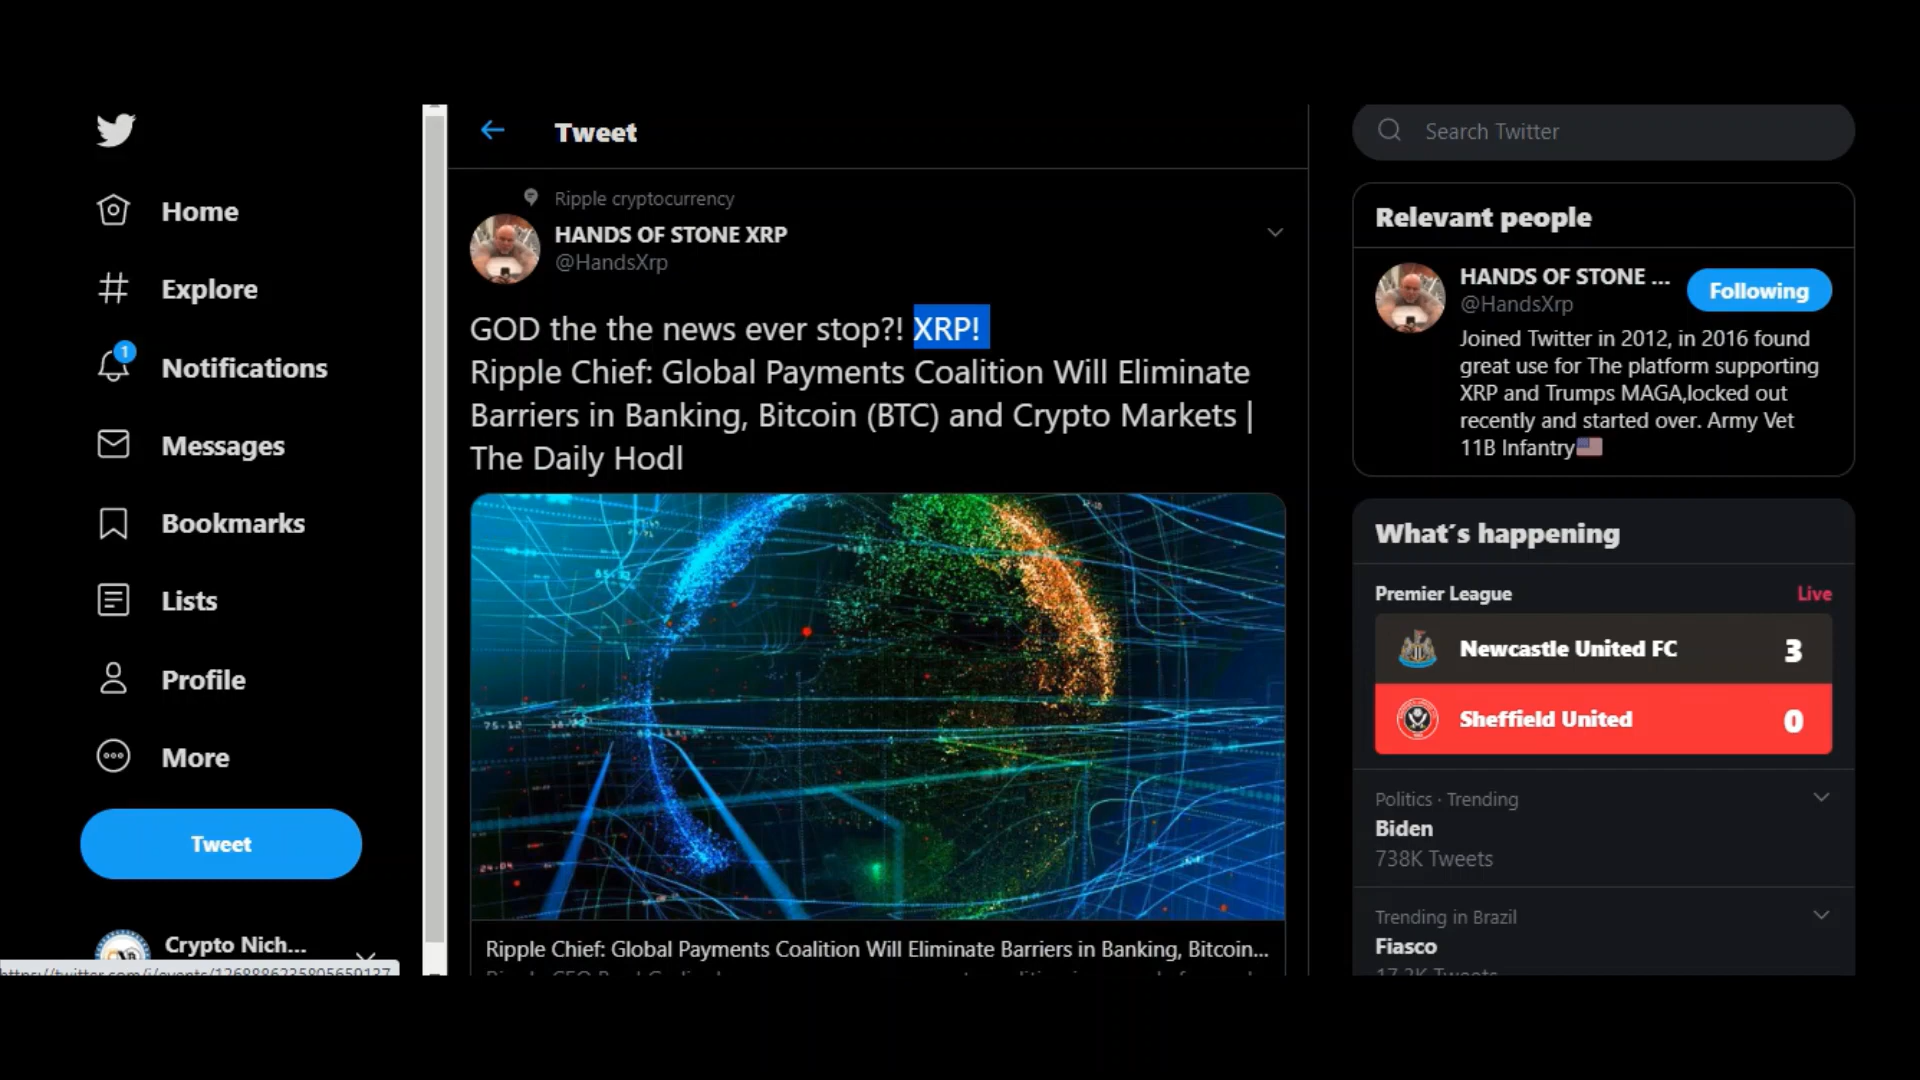 Home
Explore
1
Notifications
Messages
Bookmarks
Lists
Profile
More
Tweet
Crypto Nich...
Tweet
Ripple cryptocurrency
HANDS OF STONE XRP
@HandsXrp
GOD the the news ever stop?! XRP!
Ripple Chief: Global Payments Coalition Will Eliminate
Barriers in Banking, Bitcoin (BTC) and Crypto Markets |
The Daily Hodl
Ripple Chief: Global Payments Coalition Will Eliminate Barriers in Banking, Bitcoin...
Search Twitter
Relevant people
HANDS OF STONE ...
@HandsXrp
Following
Joined Twitter in 2012, in 2016 found
great use for The platform supporting
XRP and Trumps MAGA,locked out
recently and started over. Army Vet
11B Infantry
What´s happening
Premier League
Live
Newcastle United FC 3
Sheffield United 0
Politics · Trending
Biden
738K Tweets
Trending in Brazil
Fiasco
17.2K Tweets